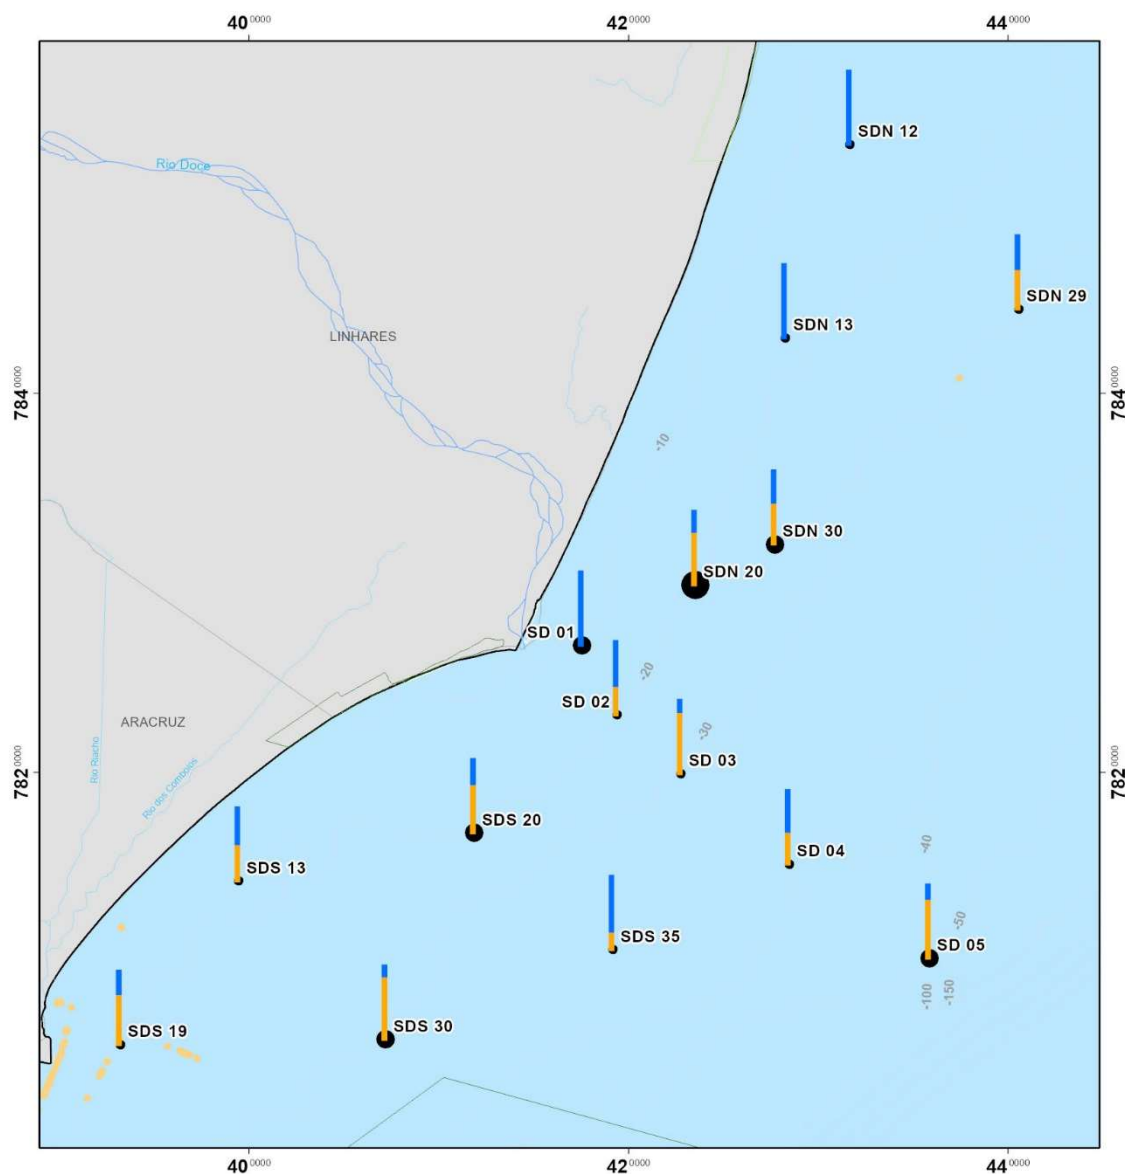 40⁰⁰⁰⁰ 42⁰⁰⁰⁰ 44⁰⁰⁰⁰
SDN 12
Rio Doce
SDN 29
SDN 13
LINHARES
784⁰⁰⁰⁰ 784⁰⁰⁰⁰
-10
SDN 30
SDN 20
SD 01
-20
SD 02
ARACRUZ
-30
Rio Riacho
SD 03
782⁰⁰⁰⁰ 782⁰⁰⁰⁰
Rio dos Comboios
SDS 20
SD 04
-40
SDS 13
-50
SDS 35
SD 05
-100
-150
SDS 19
SDS 30
40⁰⁰⁰⁰ 42⁰⁰⁰⁰ 44⁰⁰⁰⁰